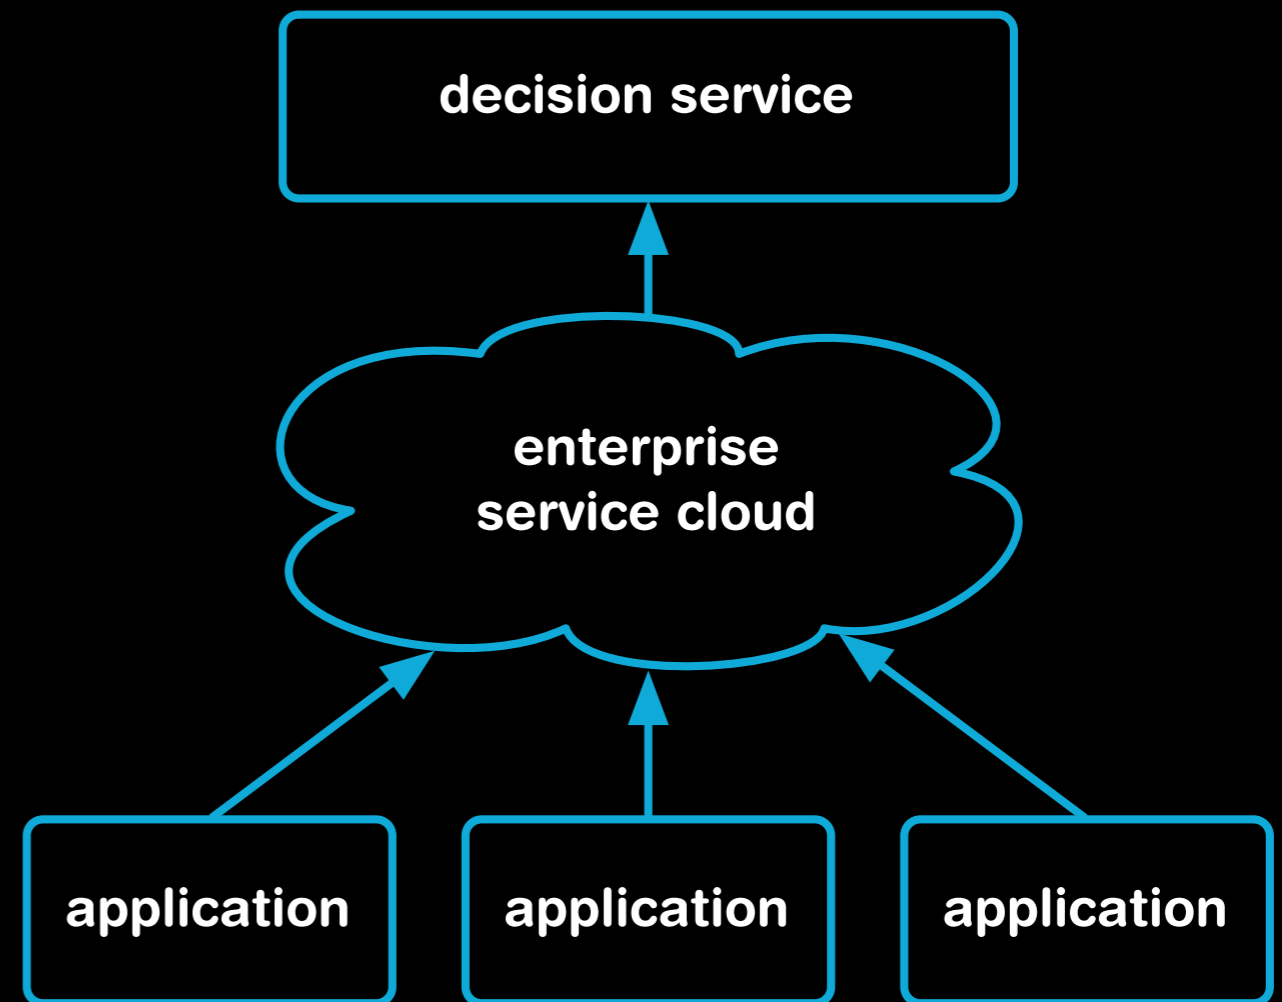 decision service
enterprise
service cloud
application
application
application